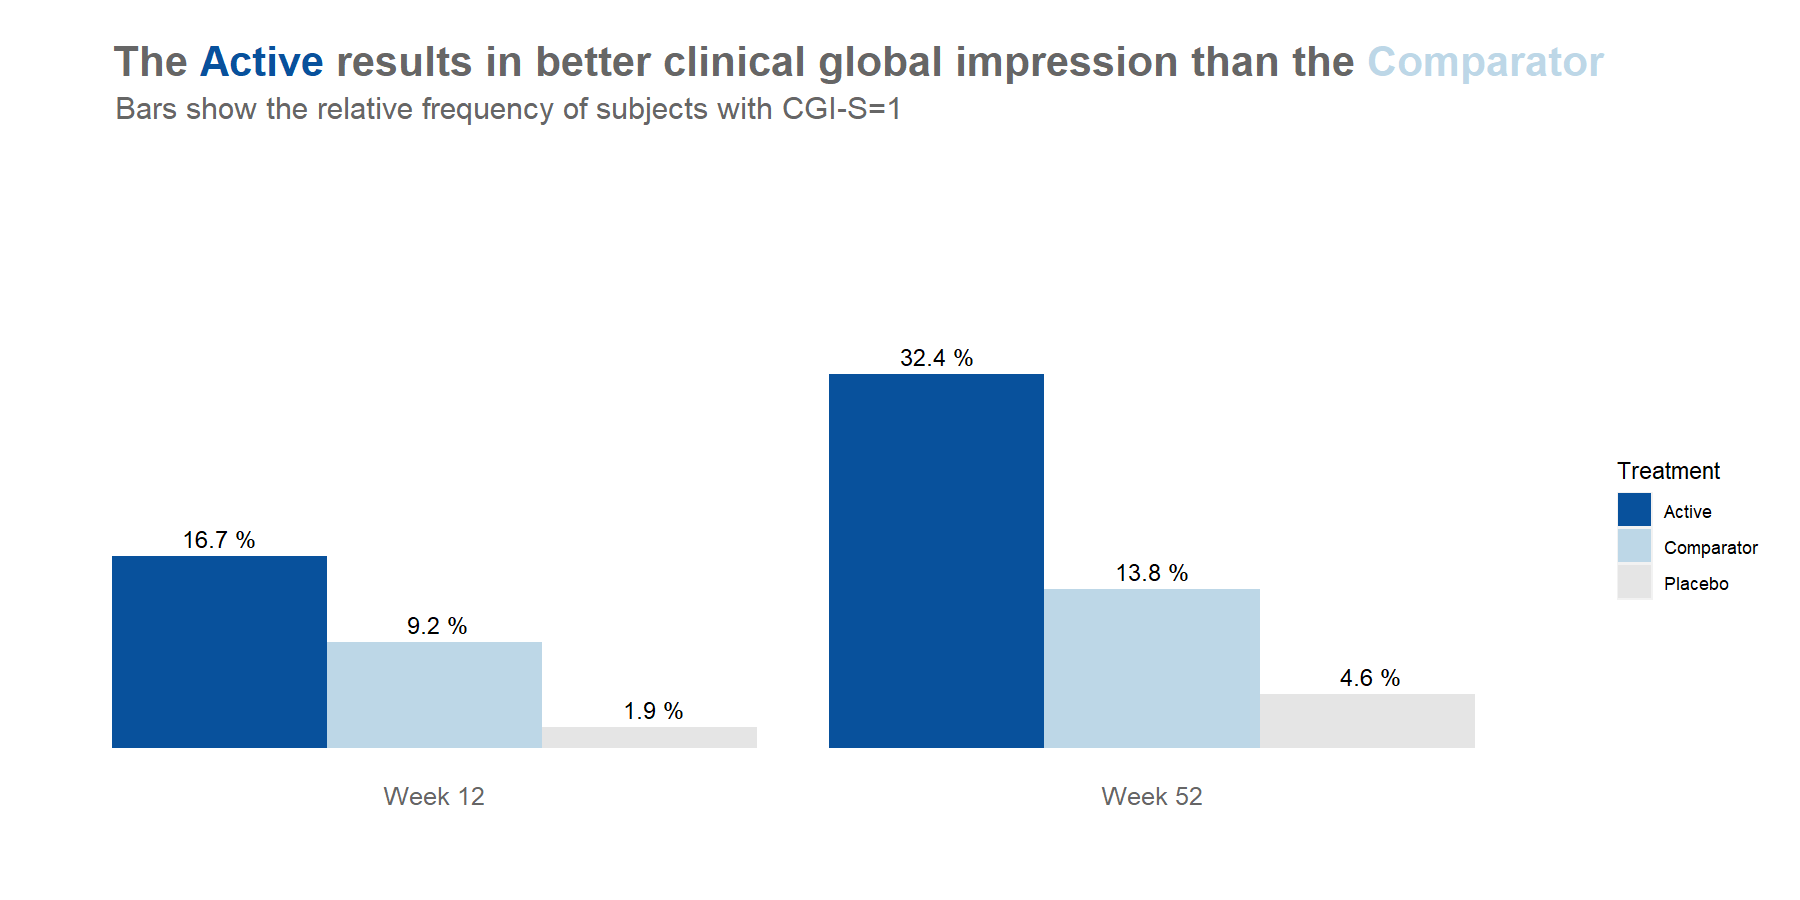 The Active results in better clinical global impression than the Comparator
Bars show the relative frequency of subjects with CGI-S=1
32.4 %
16.7 %
13.8 %
9.2 %
4.6 %
1.9 %
Week 12
Week 52
Treatment
Active
Comparator
Placebo